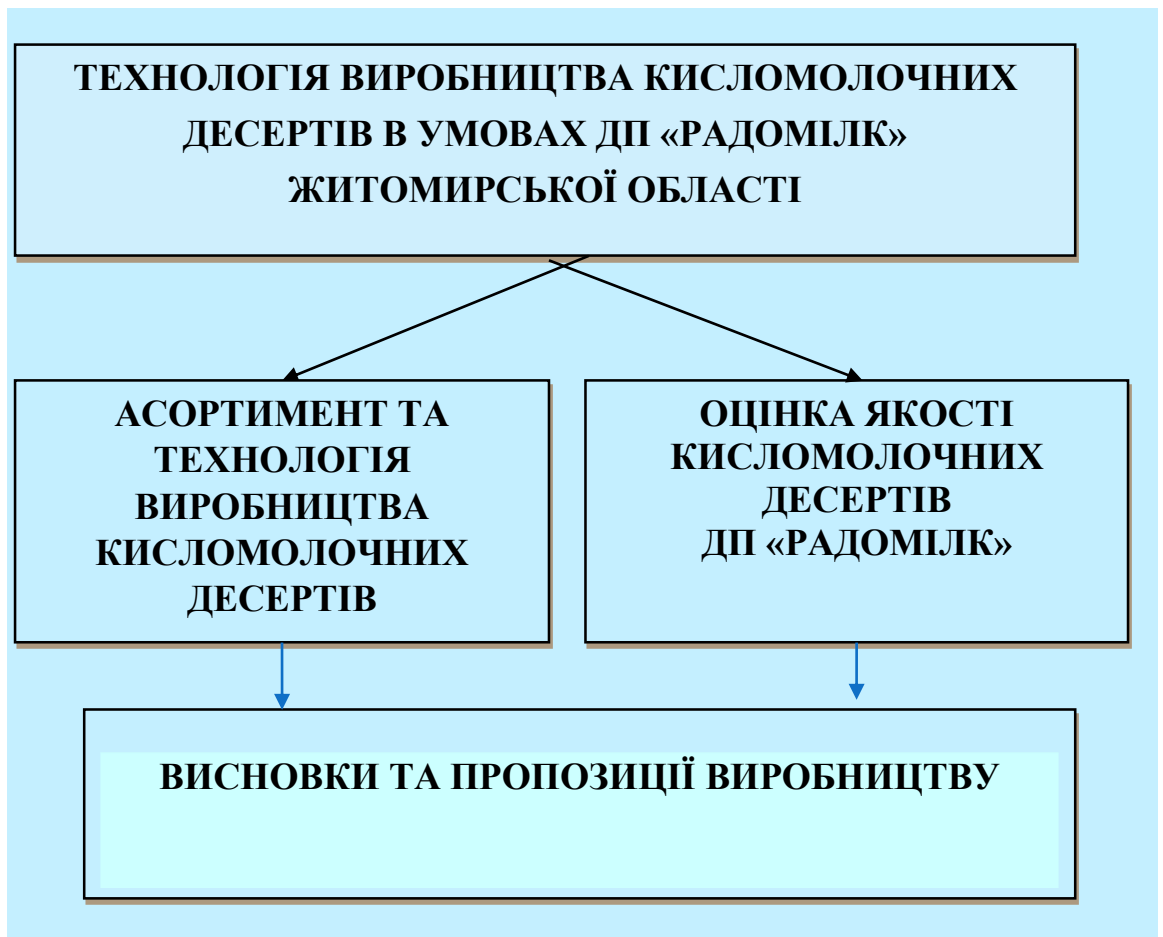 ТЕХНОЛОГІЯ ВИРОБНИЦТВА КИСЛОМОЛОЧНИХ
ДЕСЕРТІВ В УМОВАХ ДП «РАДОМІЛК»
ЖИТОМИРСЬКОЇ ОБЛАСТІ
АСОРТИМЕНТ ТА
ТЕХНОЛОГІЯ
ВИРОБНИЦТВА
КИСЛОМОЛОЧНИХ
ДЕСЕРТІВ
ОЦІНКА ЯКОСТІ
КИСЛОМОЛОЧНИХ
ДЕСЕРТІВ
ДП «РАДОМІЛК»
ВИСНОВКИ ТА ПРОПОЗИЦІЇ ВИРОБНИЦТВУ